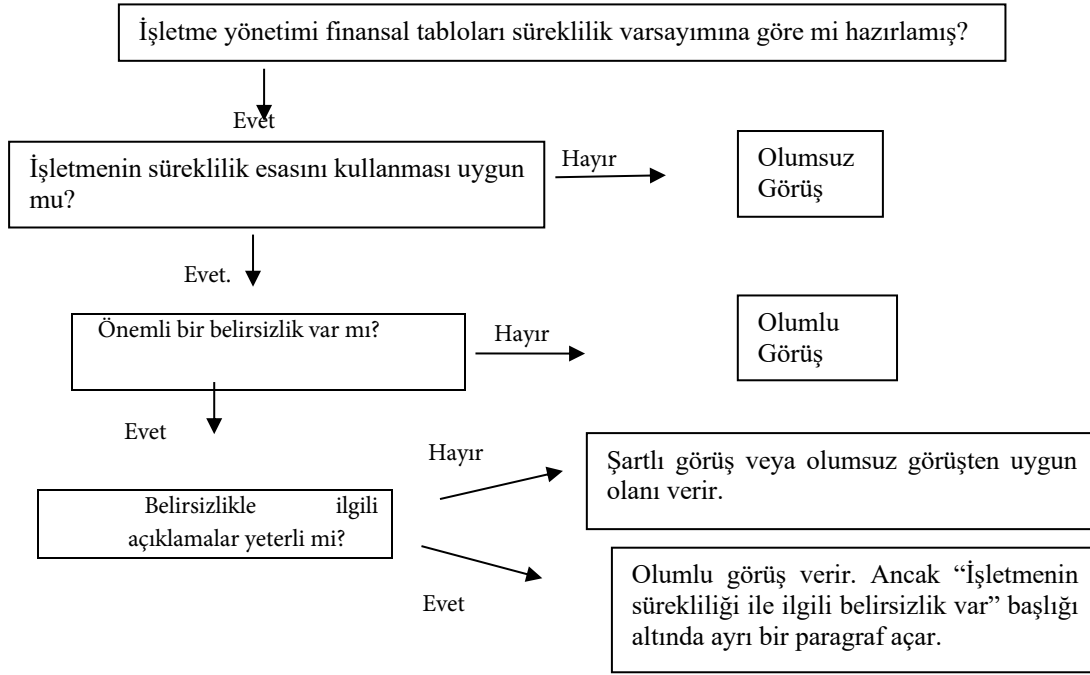 İşletme yönetimi finansal tabloları süreklilik varsayımına göre mi hazırlamış?
Evet
İşletmenin süreklilik esasını kullanması uygun
mu?
Hayır
Olumsuz
Görüş
Evet.
Önemli bir belirsizlik var mı?
Hayır
Olumlu
Görüş
Evet
Hayır
Şartlı görüş veya olumsuz görüşten uygun
olanı verir.
Belirsizlikle ilgili
açıklamalar yeterli mi?
Evet
Olumlu görüş verir. Ancak “İşletmenin
sürekliliği ile ilgili belirsizlik var” başlığı
altında ayrı bir paragraf açar.